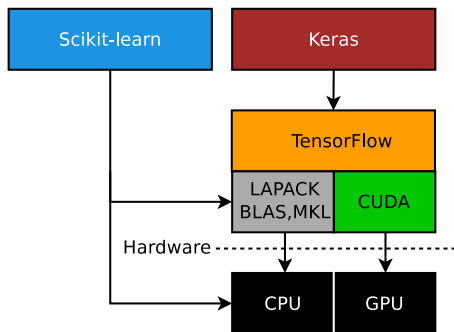 Scikit-learn
Keras
TensorFlow
LAPACK
BLAS,MKL
CUDA
Hardware
CPU
GPU